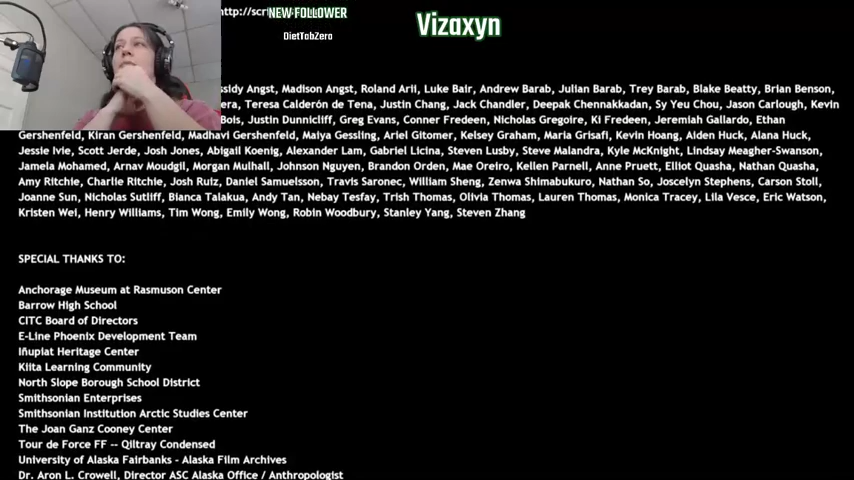 http://scri
NEW FOLLOWER
DietTobZero
Vizaxyn
Angst, Madison Angst, Roland Arii, Luke Bair, Andrew Barab, Julian Barab, Trey Barab, Blake Beatty, Brian Benson,
Teresa Calderón de Tena, Justin Chang, Jack Chandler, Deepak Chennakkadan, Sy Yeu Chou, Jason Carlough, Kevin
Justin Dunnicliff, Greg Evans, Conner Fredeen, Nicholas Gregoire, Ki Fredeen, Jeremiah Gallardo, Ethan
Gershenfeld, Kiran Gershenfeld, Madhavi Gershenfeld, Maiya Gessling, Ariel Gitomer, Kelsey Graham, Maria Grisafi, Kevin Hoang, Aiden Huck, Alana Huck,
Jessie Ivie, Scott Jerde, Josh Jones, Abigail Koenig, Alexander Lam, Gabriel Licina, Steven Lusby, Steve Malandra, Kyle McKnight, Lindsay Meagher-Swanson,
Jamela Mohamed, Arnav Moudgil, Morgan Mulhall, Johnson Nguyen, Brandon Orden, Mae Oreiro, Kellen Parnell, Anne Pruett, Elliot Quasha, Nathan Quasha,
Amy Ritchie, Charlie Ritchie, Josh Ruiz, Daniel Samuelsson, Travis Saronec, William Sheng, Zenwa Shimabukuro, Nathan So, Joscelyn Stephens, Carson Stoll,
Joanne Sun, Nicholas Sutliff, Bianca Talakua, Andy Tan, Nebay Tesfay, Trish Thomas, Olivia Thomas, Lauren Thomas, Monica Tracey, Lila Vesce, Eric Watson,
Kristen Wei, Henry Williams, Tim Wong, Emily Wong, Robin Woodbury, Stanley Yang, Steven Zhang
SPECIAL THANKS TO:
Anchorage Museum at Rasmuson Center
Barrow High School
CITC Board of Directors
E-Line Phoenix Development Team
Iñupiat Heritage Center
Kiita Learning Community
North Slope Borough School District
Smithsonian Enterprises
Smithsonian Institution Arctic Studies Center
The Joan Ganz Cooney Center
Tour de Force FF -- Qiltray Condensed
University of Alaska Fairbanks - Alaska Film Archives
Dr. Aron L. Crowell, Director ASC Alaska Office / Anthropologist